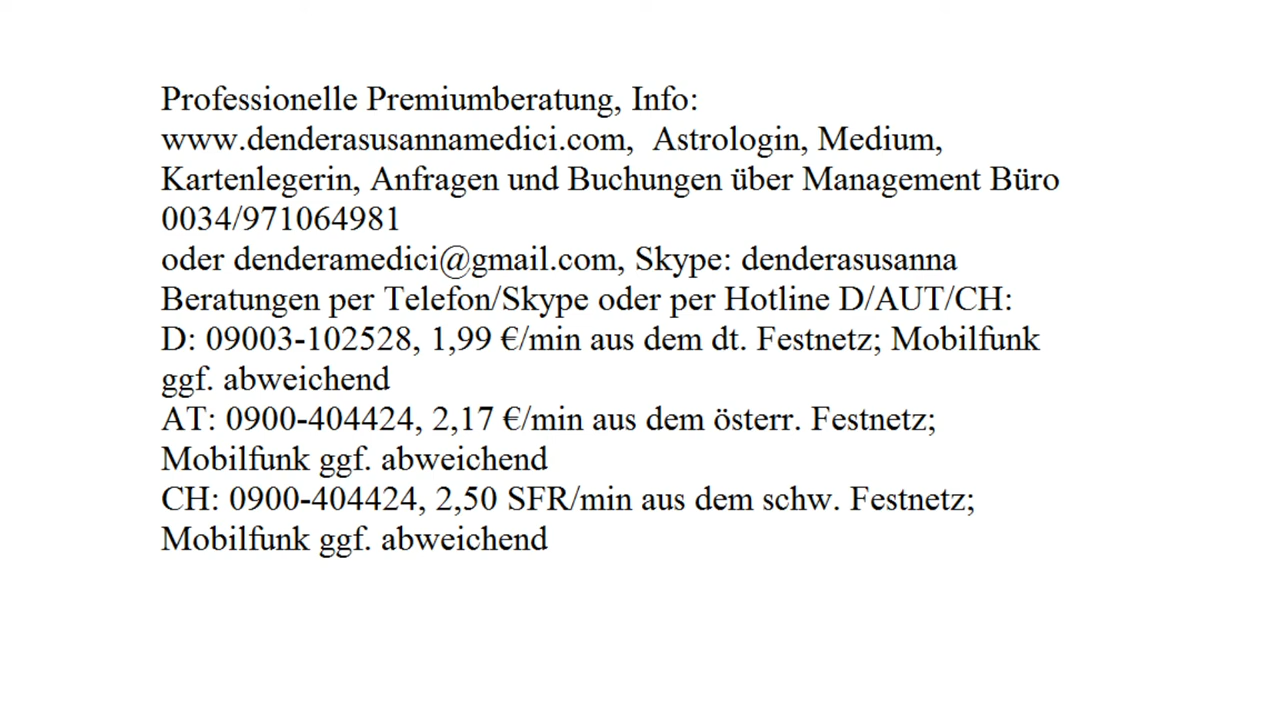 Professionelle Premiumberatung, Info:
www.denderasusannamedici.com,  Astrologin, Medium,
Kartenlegerin, Anfragen und Buchungen über Management Büro
0034/971064981
oder denderamedici@gmail.com, Skype: denderasusanna
Beratungen per Telefon/Skype oder per Hotline D/AUT/CH:
D: 09003-102528, 1,99 €/min aus dem dt. Festnetz; Mobilfunk
ggf. abweichend
AT: 0900-404424, 2,17 €/min aus dem österr. Festnetz;
Mobilfunk ggf. abweichend
CH: 0900-404424, 2,50 SFR/min aus dem schw. Festnetz;
Mobilfunk ggf. abweichend